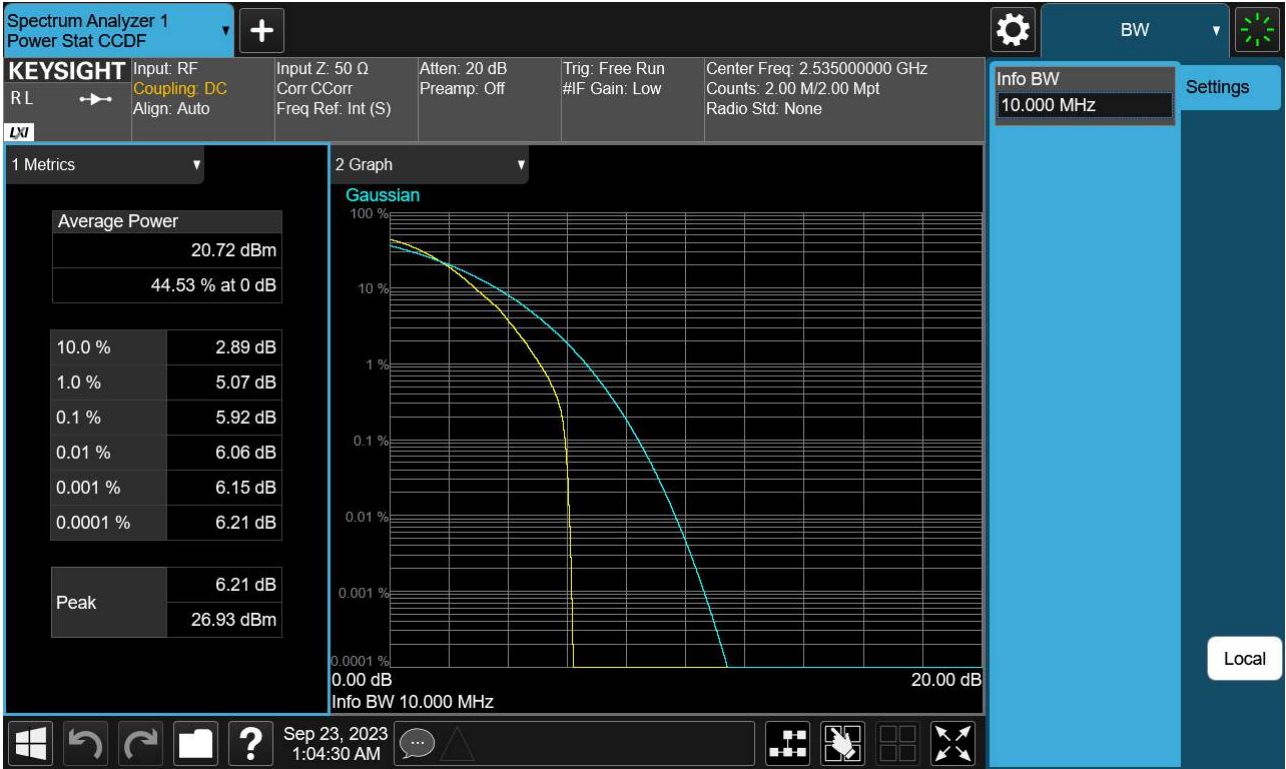 Spectrum Analyzer 1
Power Stat CCDF
BW
KEYSIGHT
R L
LXI
Input: RF
Coupling: DC
Align: Auto
Input Z: 50 Ω
Corr CCorr
Freq Ref: Int (S)
Atten: 20 dB
Preamp: Off
Trig: Free Run
#IF Gain: Low
Center Freq: 2.535000000 GHz
Counts: 2.00 M/2.00 Mpt
Radio Std: None
Info BW
10.000 MHz
Settings
1 Metrics
Average Power
20.72 dBm
44.53 % at 0 dB
10.0 % 2.89 dB
1.0 % 5.07 dB
0.1 % 5.92 dB
0.01 % 6.06 dB
0.001 % 6.15 dB
0.0001 % 6.21 dB
Peak
6.21 dB
26.93 dBm
2 Graph
Gaussian
100 %
10 %
1 %
0.1 %
0.01 %
0.001 %
0.0001 %
0.00 dB 20.00 dB
Info BW 10.000 MHz
Local
?
Sep 23, 2023
1:04:30 AM